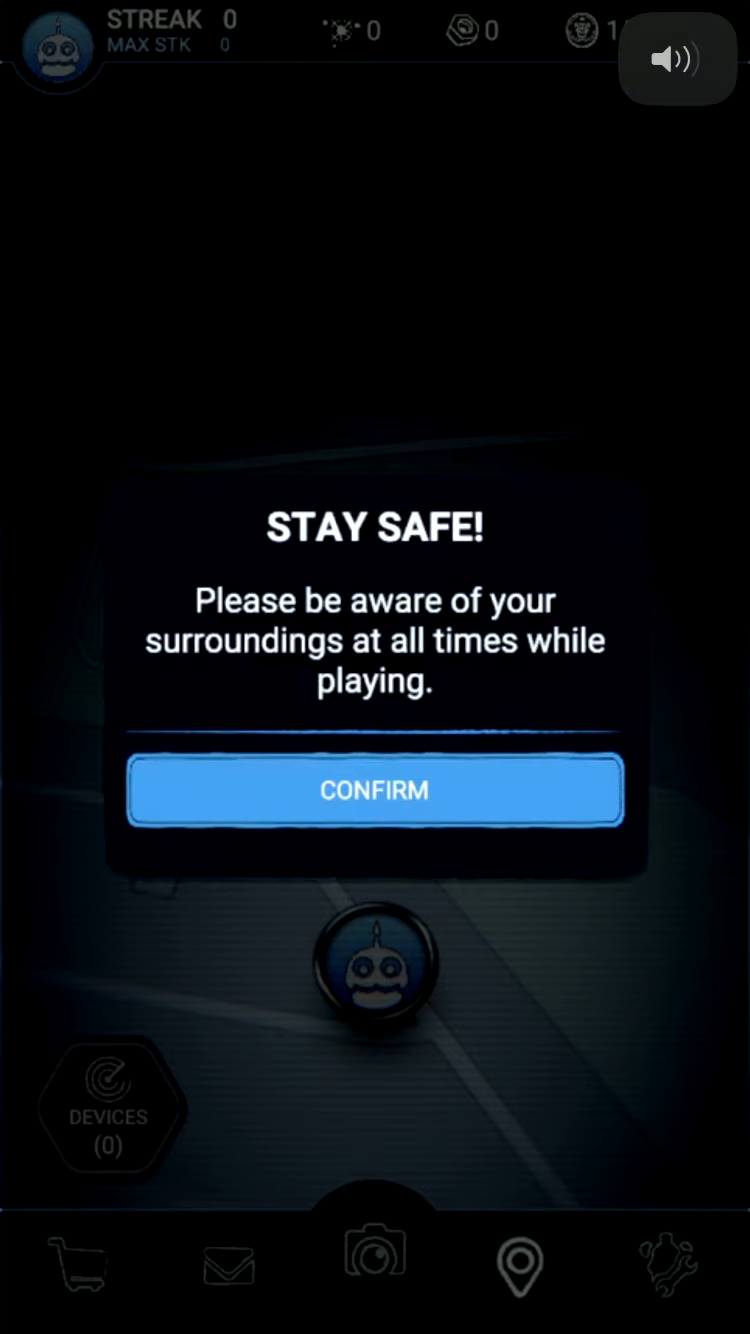 STREAK 0
MAX STK 0
0
0
STAY SAFE!
Please be aware of your
surroundings at all times while
playing.
CONFIRM
DEVICES
(0)